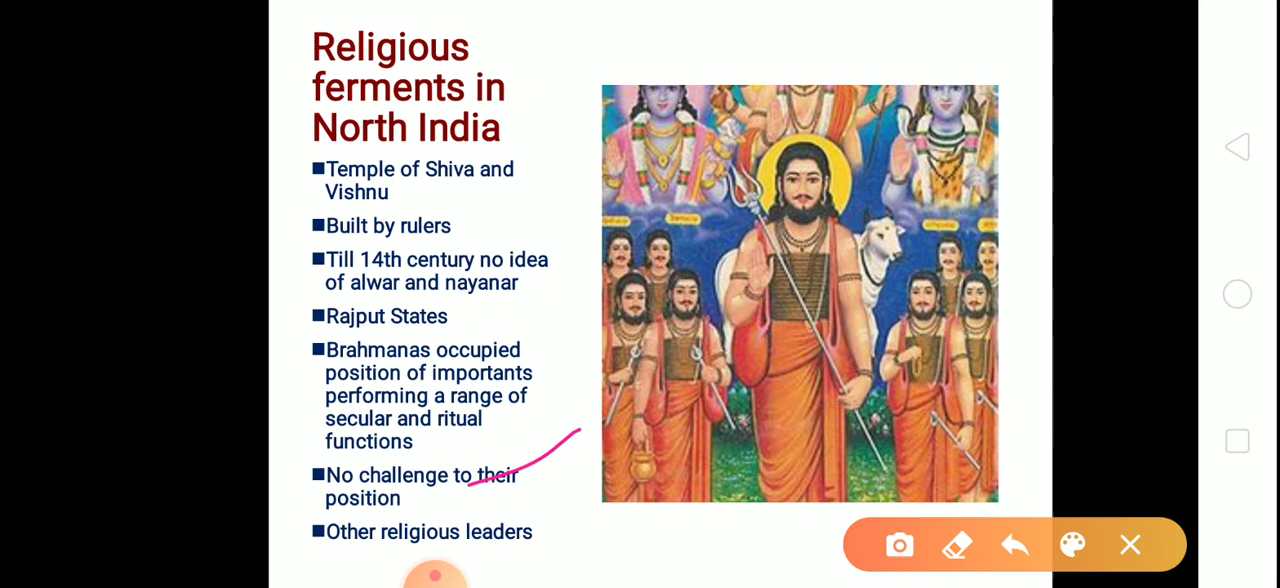 Religious
ferments in
North India
■Temple of Shiva and
Vishnu
■Built by rulers
■Till 14th century no idea
of alwar and nayanar
■Rajput States
■Brahmanas occupied
position of importants
performing a range of
secular and ritual
functions
■No challenge to their
position
■Other religious leaders